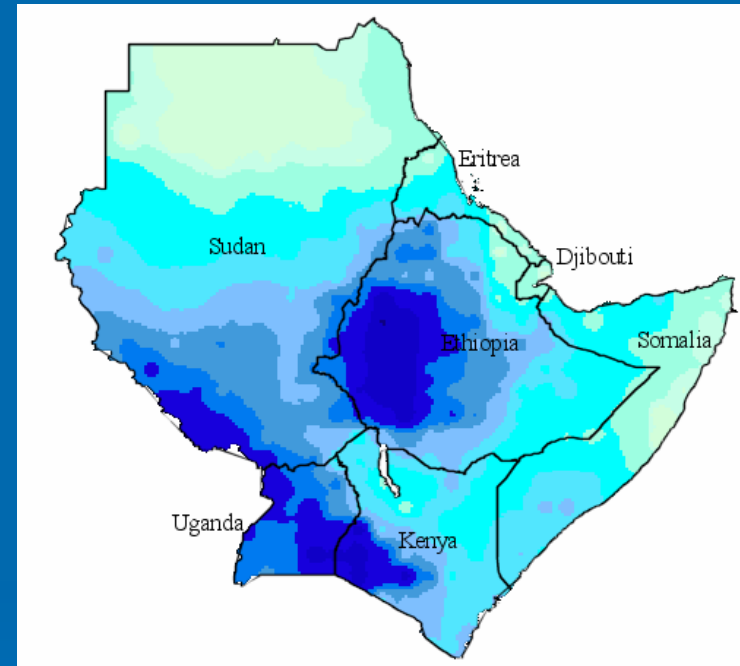 Eritrea
Djibouti
Sudan
Ethiopia
Somalia
Uganda
Kenya